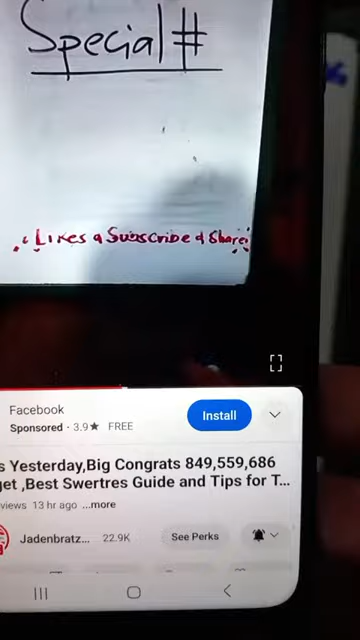 Special #
Likes & Subscribe & Share
Facebook
Install
Sponsored · 3.9★ FREE
s Yesterday,Big Congrats 849,559,686
get ,Best Swertres Guide and Tips for T...
views 13 hr ago ...more
Jadenbratz... 22.9K See Perks